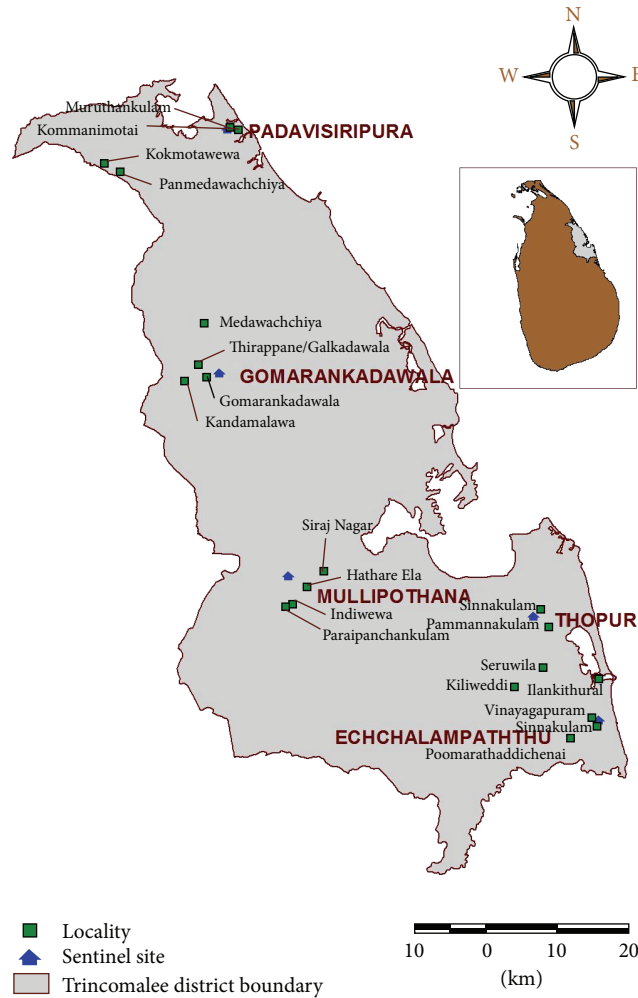 N
W
E
S
Muruthankulam
Kommanimotai
PADAVISIRIPURA
Kokmotawewa
Panmedawachchiya
Medawachchiya
Thirappane/Galkadawala
GOMARANKADAWALA
Gomarankadawala
Kandamalawa
Siraj Nagar
Hathare Ela
MULLIPOTHANA
Indiwewa
Paraipanchankulam
Sinnakulam
THOPUR
Pammannakulam
Seruwila
Kiliweddi
Ilankithural
Vinayagapuram
Sinnakulam
ECHCHALAMPATHTHU
Poomarathaddichenai
Locality
Sentinel site
Trincomalee district boundary
10 0 10 20
(km)